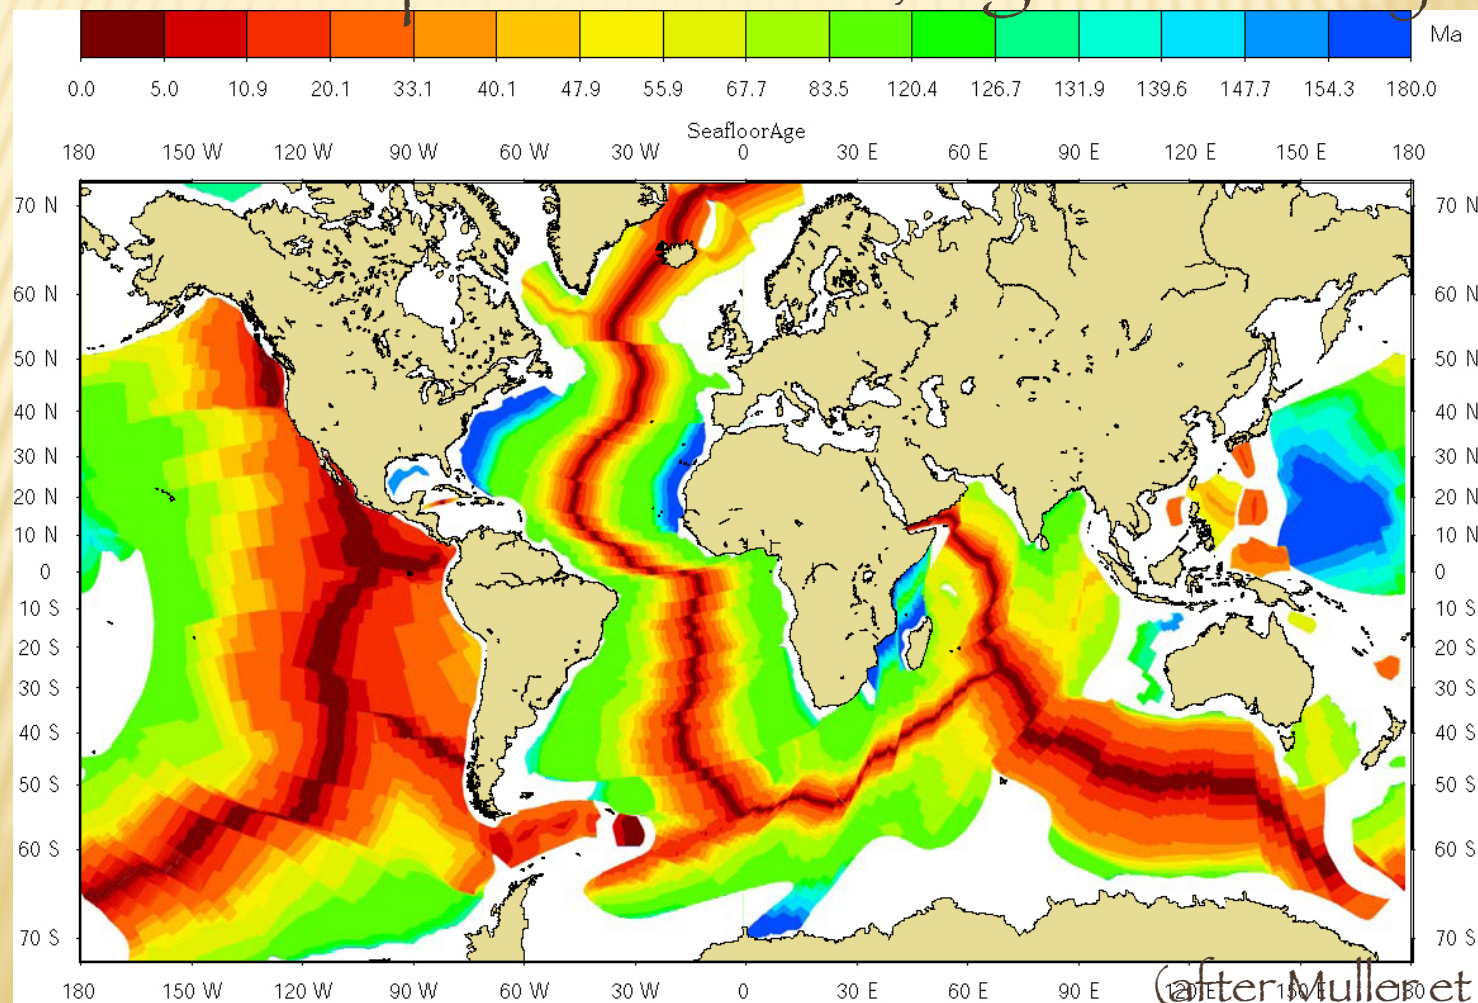 Ma
0.0 5.0 10.9 20.1 33.1 40.1 47.9 55.9 67.7 83.5 120.4 126.7 131.9 139.6 147.7 154.3 180.0
SeafloorAge
180 150 W 120 W 90 W 60 W 30 W 0 30 E 60 E 90 E 120 E 150 E 180
70 N 70 N
60 N 60 N
50 N 50 N
40 N 40 N
30 N 30 N
20 N 20 N
10 N 10 N
0 0
10 S 10 S
20 S 20 S
30 S 30 S
40 S 40 S
50 S 50 S
60 S 60 S
70 S 70 S
(after Muller et
180 150 W 120 W 90 W 60 W 30 W 0 30 E 60 E 90 E 120 E 150 E 180